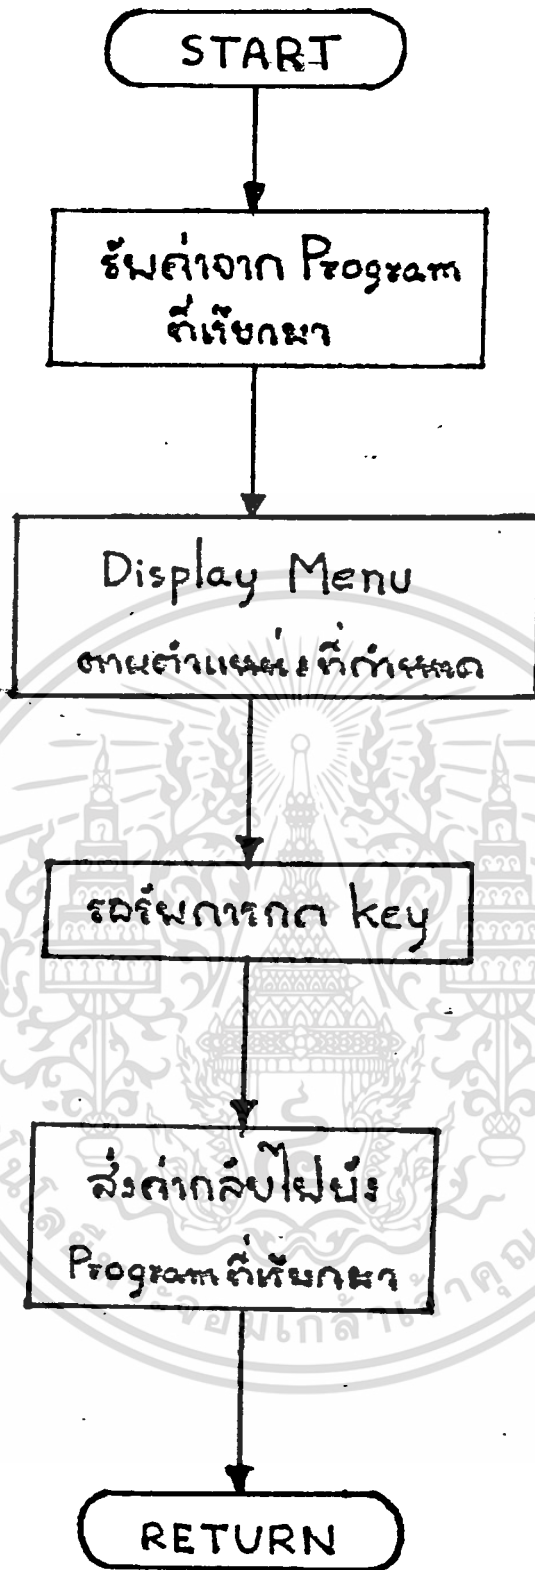 START
รับค่าจาก Program
ที่เรียกมา
Display Menu
ตามตำแหน่งที่กำหนด
รอรับการกด key
ส่งค่ากลับไปยัง
Program ที่เรียกมา
RETURN